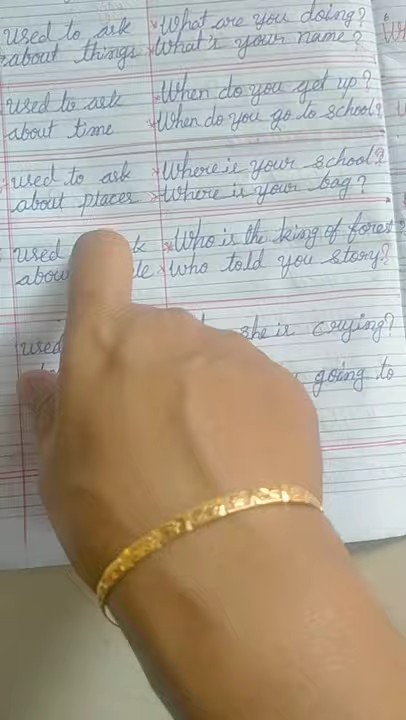 used to ask × What are you doing?
about things × What's your name?
used to ask × When do you get up?
about time × When do you go to school?
used to ask × Where is your school?
about places × Where is your bag?
used × Who is the king of forest?
× who told you story?
used she is crying?
going to